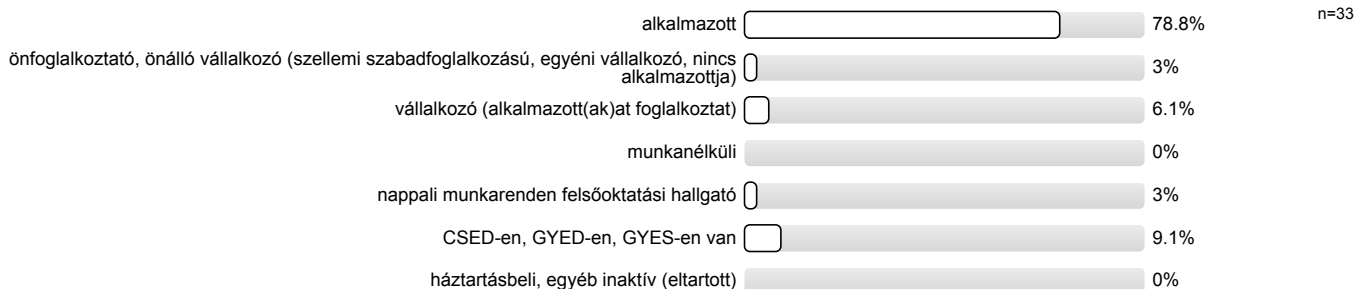 n=33
alkalmazott 78.8%
önfoglalkoztató, önálló vállalkozó (szellemi szabadfoglalkozású, egyéni vállalkozó, nincs
alkalmazottja) 3%
vállalkozó (alkalmazott(ak)at foglalkoztat) 6.1%
munkanélküli 0%
nappali munkarenden felsőoktatási hallgató 3%
CSED-en, GYED-en, GYES-en van 9.1%
háztartásbeli, egyéb inaktív (eltartott) 0%